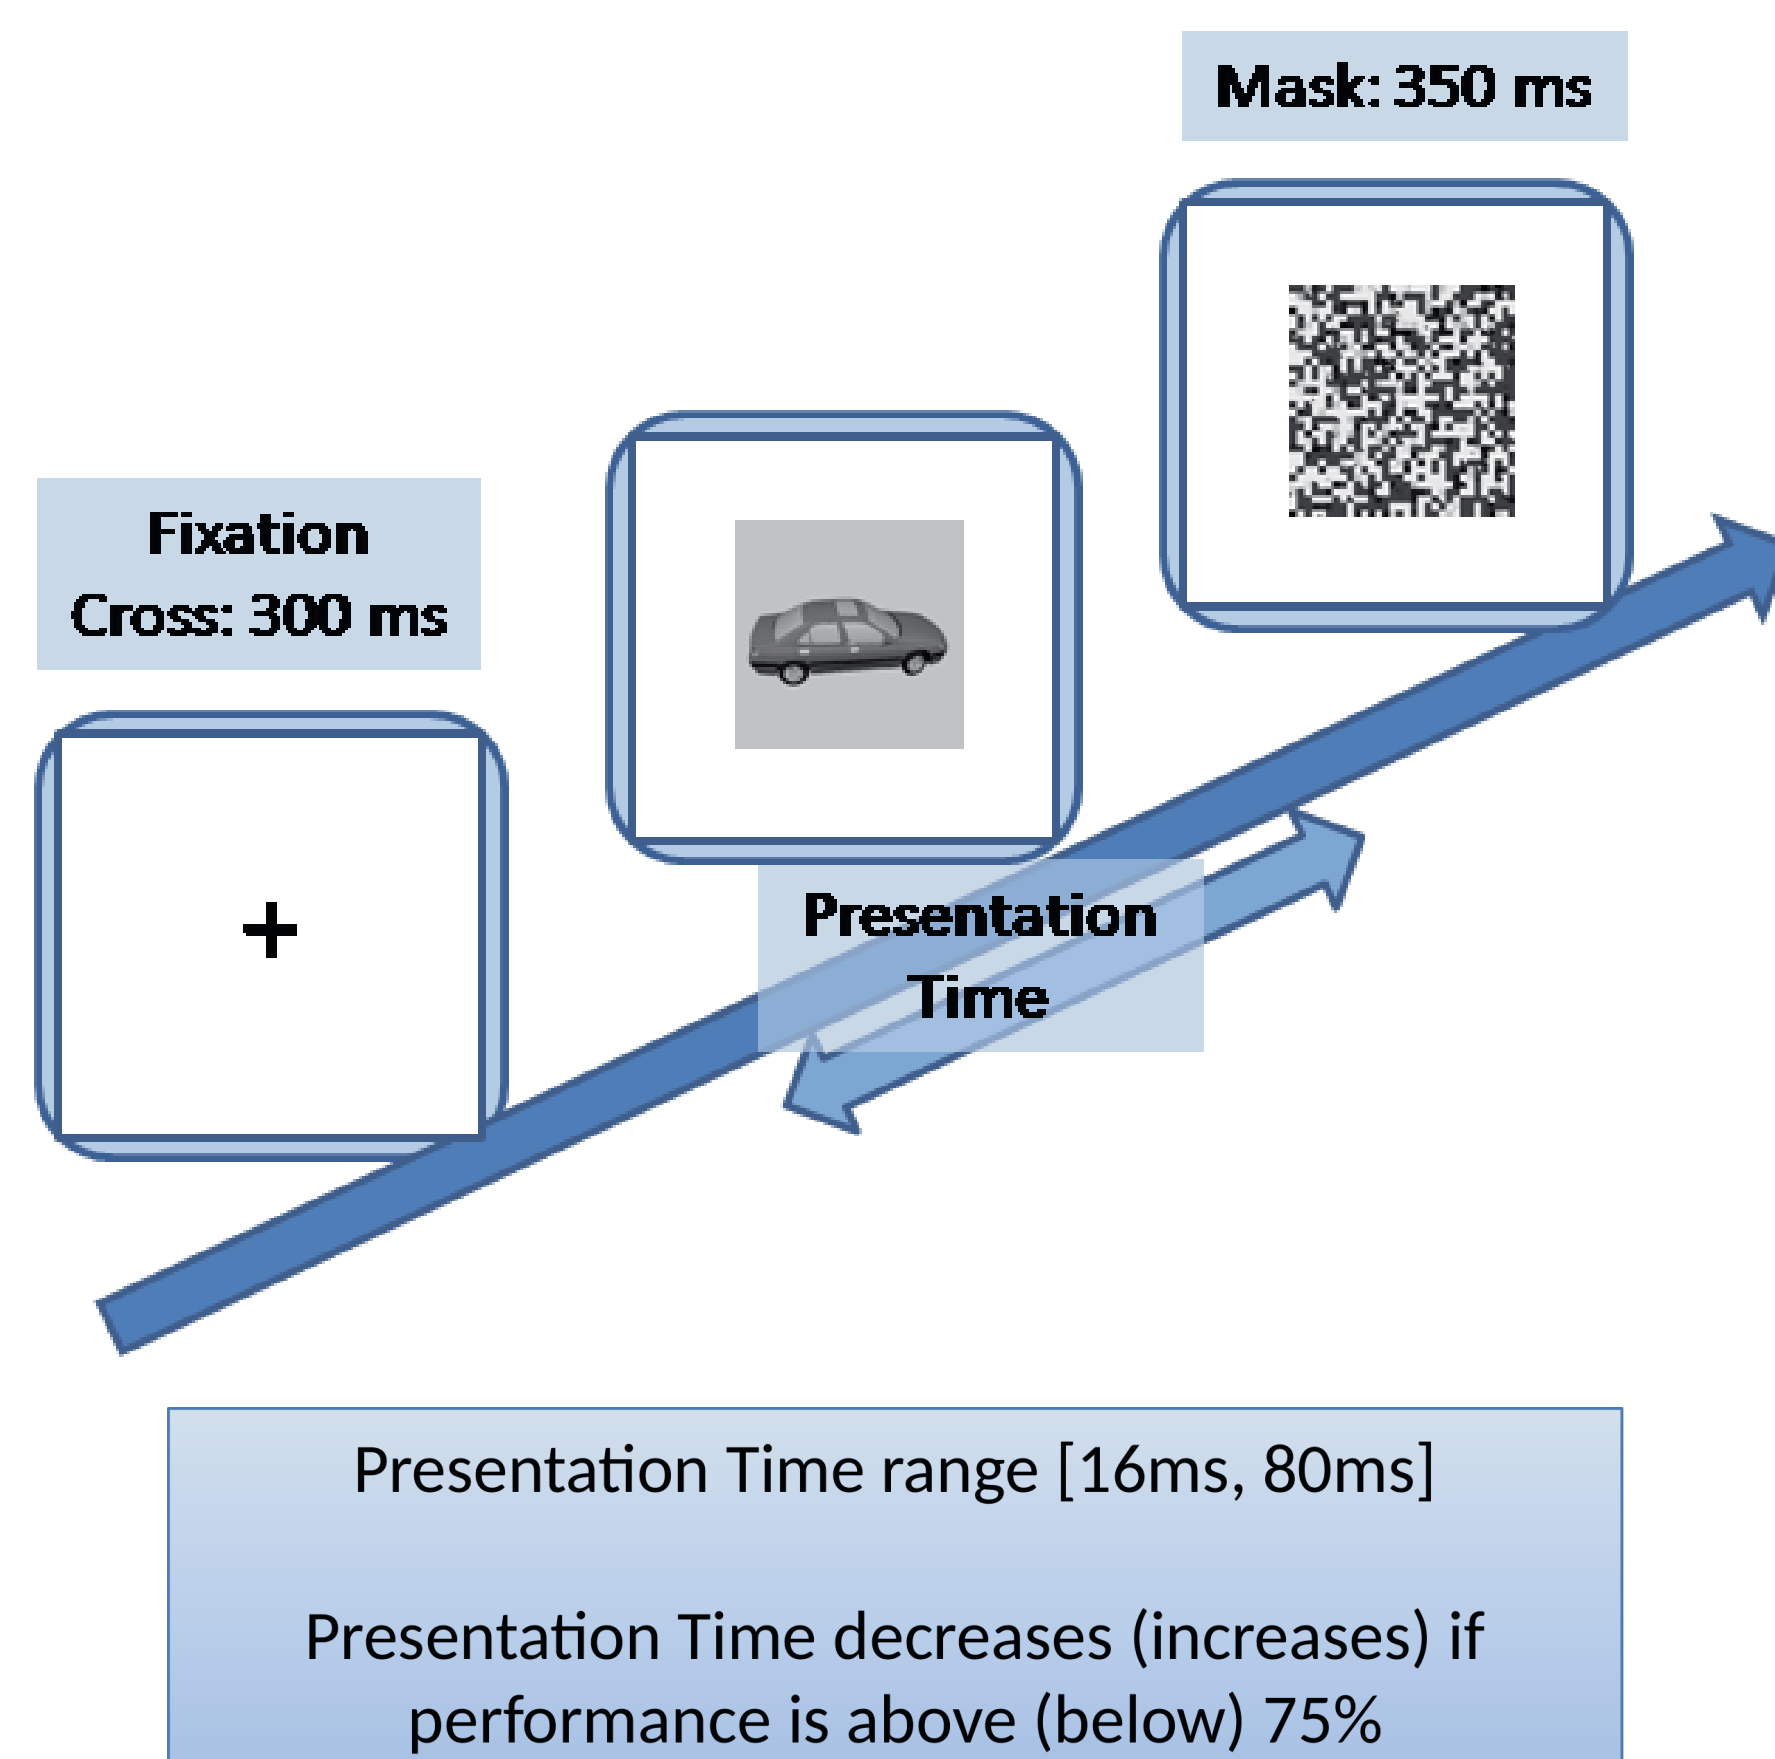 Mask: 350 ms
Fixation
Cross: 300 ms
+
Presentation
Time
Presentation Time range [16ms, 80ms]
Presentation Time decreases (increases) if
performance is above (below) 75%